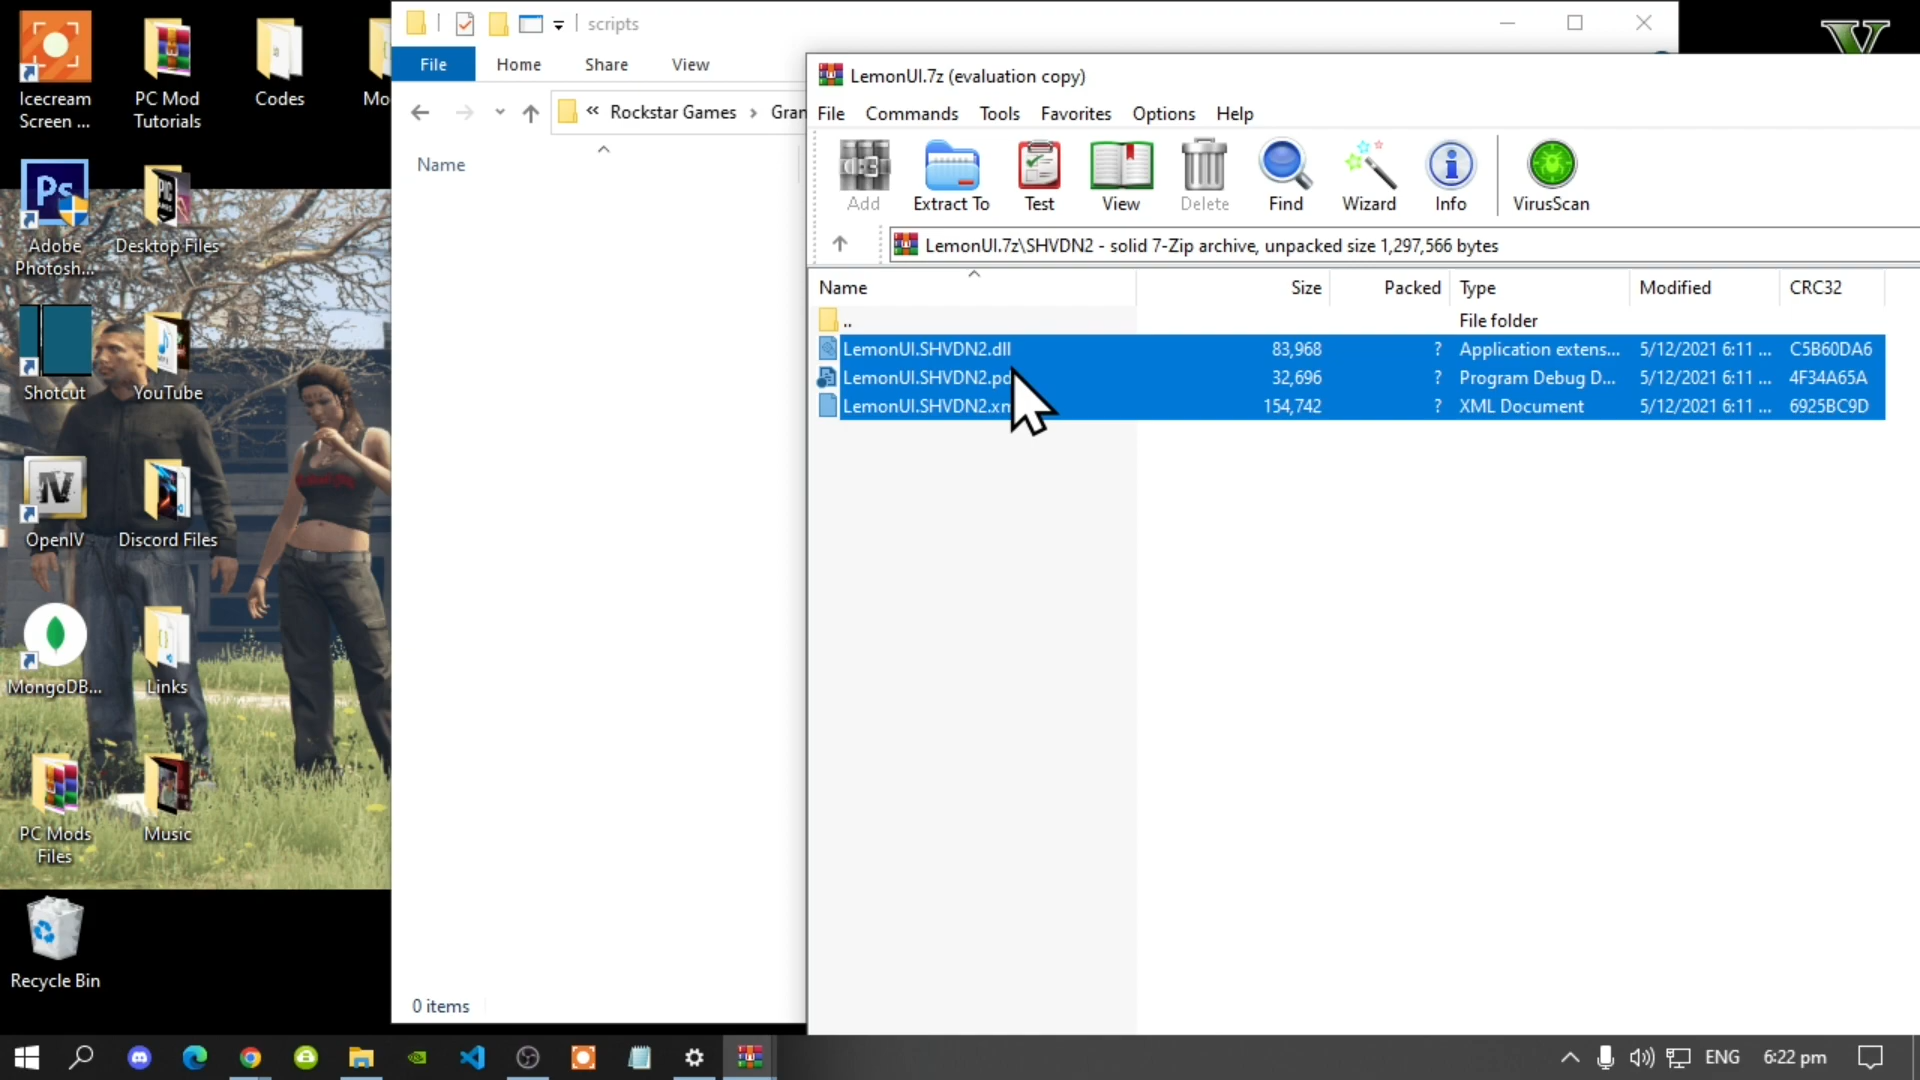 Icecream
Screen ...
PC Mod
Tutorials
Codes
Mo
Ps
Adobe
Photosh...
Desktop Files
Shotcut
YouTube
IV
OpenIV
Discord Files
MongoDB...
Links
PC Mods
Files
Music
Recycle Bin
scripts
File
Home
Share
View
« Rockstar Games > Gran
Name
0 items
LemonUI.7z (evaluation copy)
File
Commands
Tools
Favorites
Options
Help
Add
Extract To
Test
View
Delete
Find
Wizard
Info
VirusScan
LemonUI.7z\SHVDN2 - solid 7-Zip archive, unpacked size 1,297,566 bytes
Name Size Packed Type Modified CRC32
.. File folder
LemonUI.SHVDN2.dll 83,968 ? Application extens... 5/12/2021 6:11 ... C5B60DA6
LemonUI.SHVDN2.pd 32,696 ? Program Debug D... 5/12/2021 6:11 ... 4F34A65A
LemonUI.SHVDN2.xm 154,742 ? XML Document 5/12/2021 6:11 ... 6925BC9D
V
ENG
6:22 pm